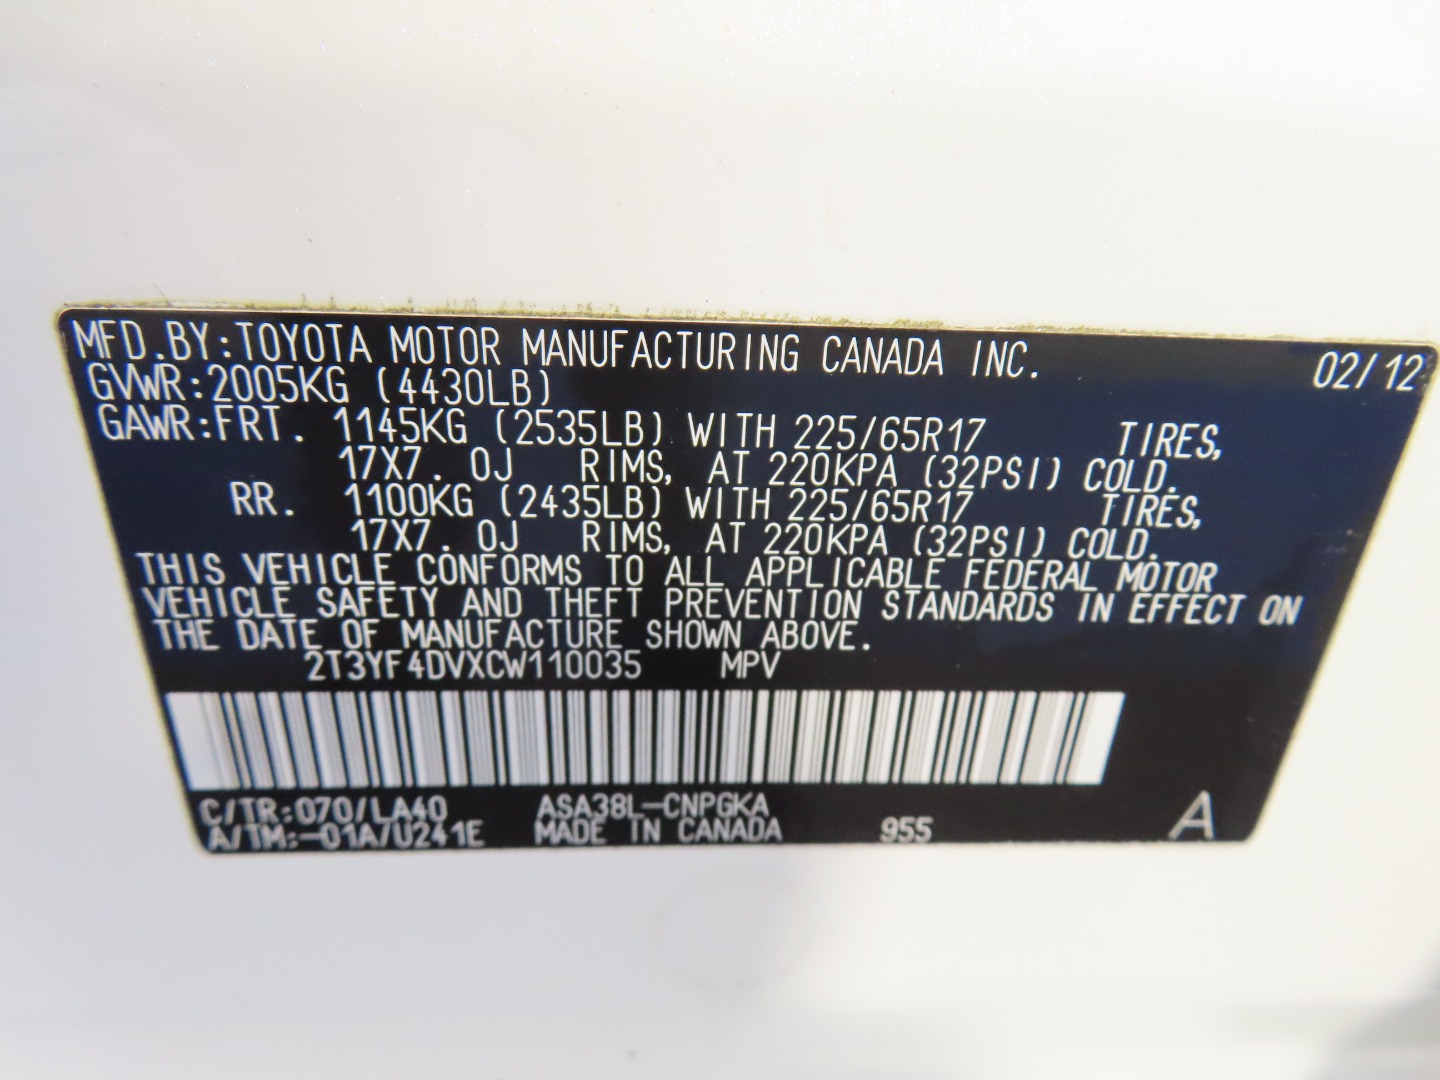 MFD.BY:TOYOTA MOTOR MANUFACTURING CANADA INC. 02/12
GVWR:2005KG (4430LB)
GAWR:FRT. 1145KG (2535LB) WITH 225/65R17 TIRES,
17X7.0J RIMS, AT 220KPA (32PSI) COLD.
RR. 1100KG (2435LB) WITH 225/65R17 TIRES,
17X7.0J RIMS, AT 220KPA (32PSI) COLD.
THIS VEHICLE CONFORMS TO ALL APPLICABLE FEDERAL MOTOR
VEHICLE SAFETY AND THEFT PREVENTION STANDARDS IN EFFECT ON
THE DATE OF MANUFACTURE SHOWN ABOVE.
2T3YF4DVXCW110035 MPV
C/TR:070/LA40 ASA38L-CNPGKA
A/TM:-01A/U241E MADE IN CANADA 955 A